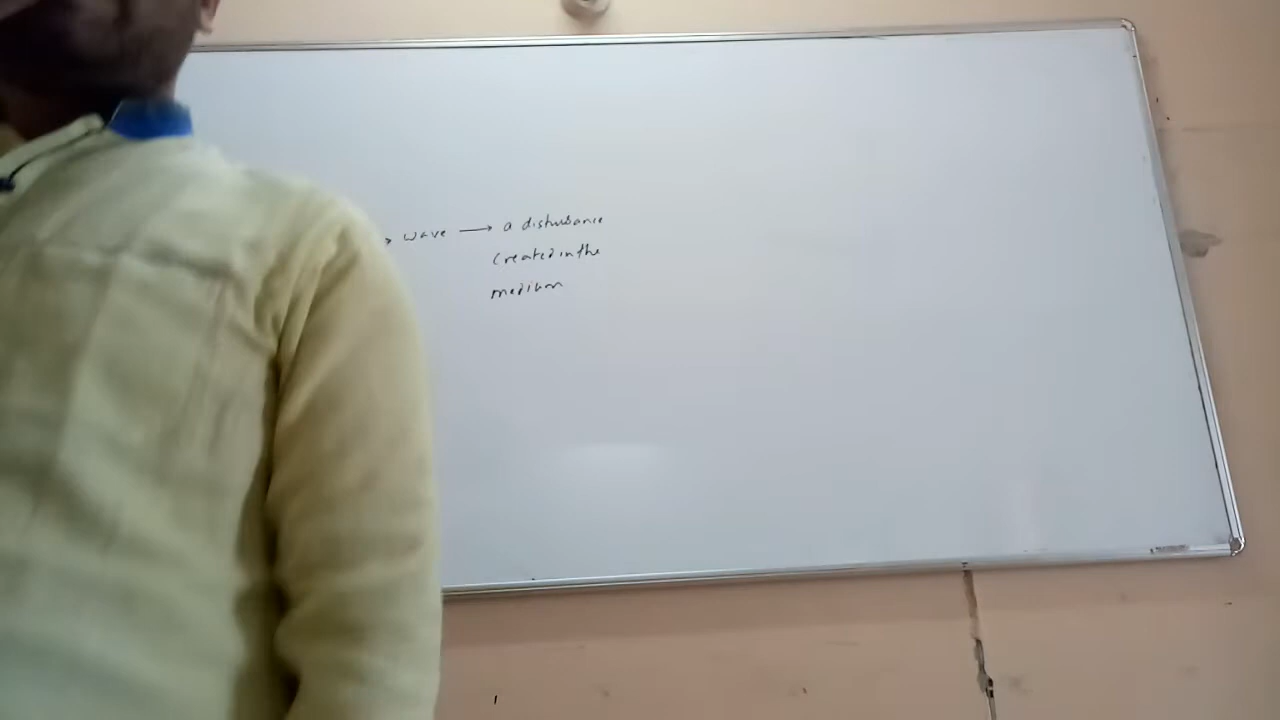 → wave → a disturbance
created in the
medium